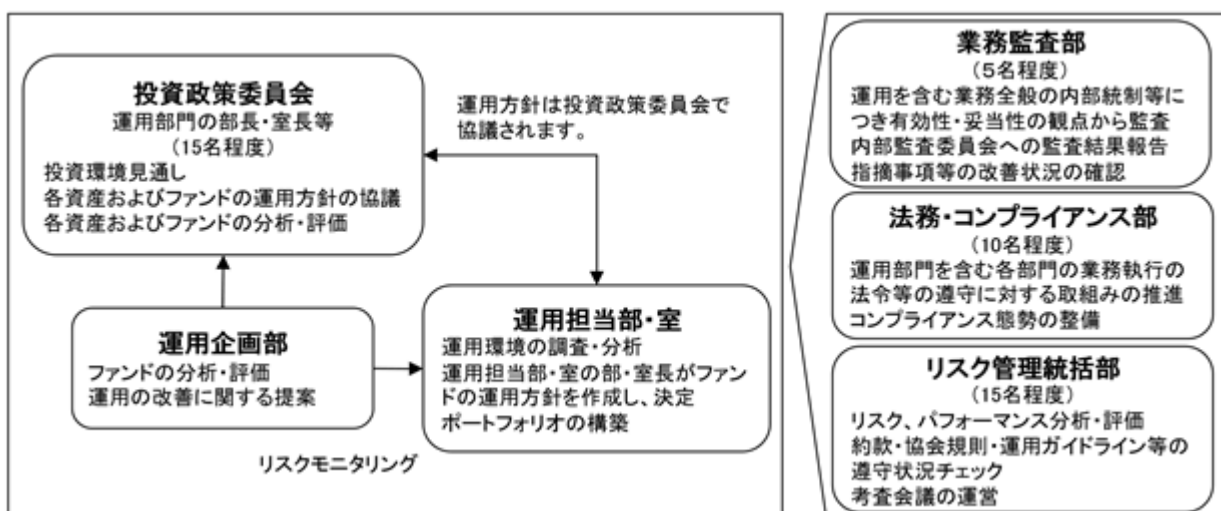 投資政策委員会
運用部門の部長・室長等
(15名程度)
投資環境見通し
各資産およびファンドの運用方針の協議
各資産およびファンドの分析・評価
運用方針は投資政策委員会で
協議されます。
運用企画部
ファンドの分析・評価
運用の改善に関する提案
運用担当部・室
運用環境の調査・分析
運用担当部・室の部・室長がファン
ドの運用方針を作成し、決定
ポートフォリオの構築
リスクモニタリング
業務監査部
(5名程度)
運用を含む業務全般の内部統制等に
つき有効性・妥当性の観点から監査
内部監査委員会への監査結果報告
指摘事項等の改善状況の確認
法務・コンプライアンス部
(10名程度)
運用部門を含む各部門の業務執行の
法令等の遵守に対する取組みの推進
コンプライアンス態勢の整備
リスク管理統括部
(15名程度)
リスク、パフォーマンス分析・評価
約款・協会規則・運用ガイドライン等の
遵守状況チェック
考査会議の運営